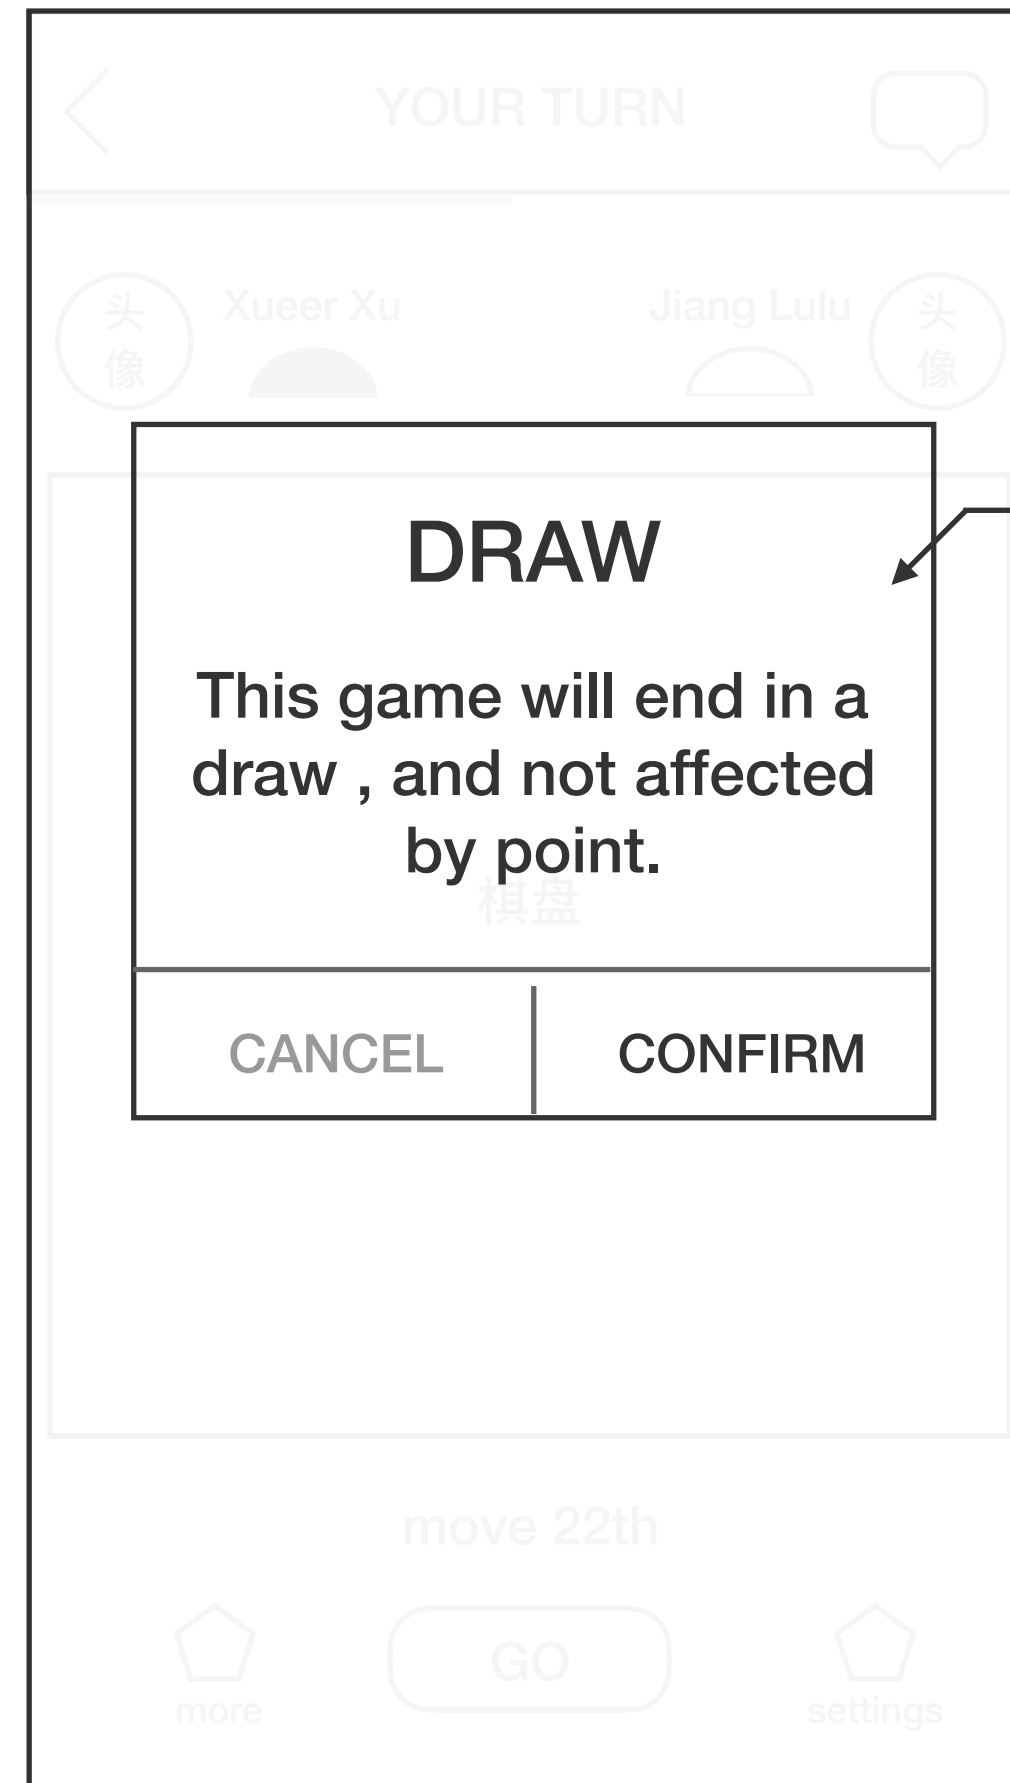 YOUR TURN
头像
Xueer Xu
Jiang Lulu
头像
DRAW
This game will end in a
draw , and not affected
by point.
棋盘
CANCEL
CONFIRM
move 22th
more
GO
settings